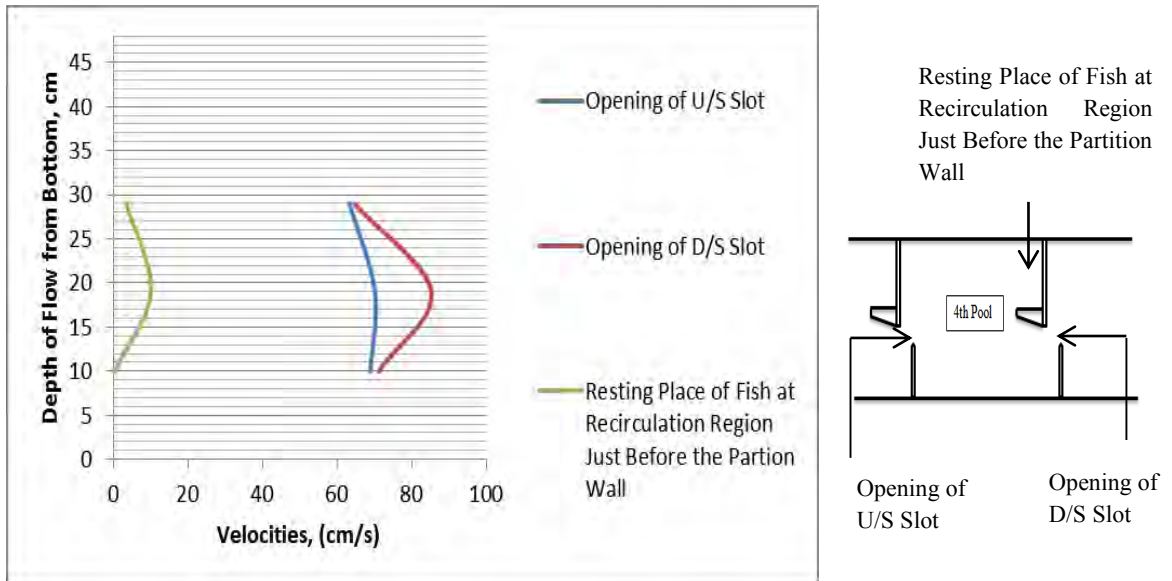 45
40
35
30
25
20
15
10
5
0
Depth of Flow from Bottom, cm
0 20 40 60 80 100
Velocities, (cm/s)
Opening of U/S Slot
Opening of D/S Slot
Resting Place of Fish at
Recirculation Region
Just Before the Partion
Wall
Resting Place of Fish at
Recirculation Region
Just Before the Partition
Wall
4th Pool
Opening of
U/S Slot
Opening of
D/S Slot